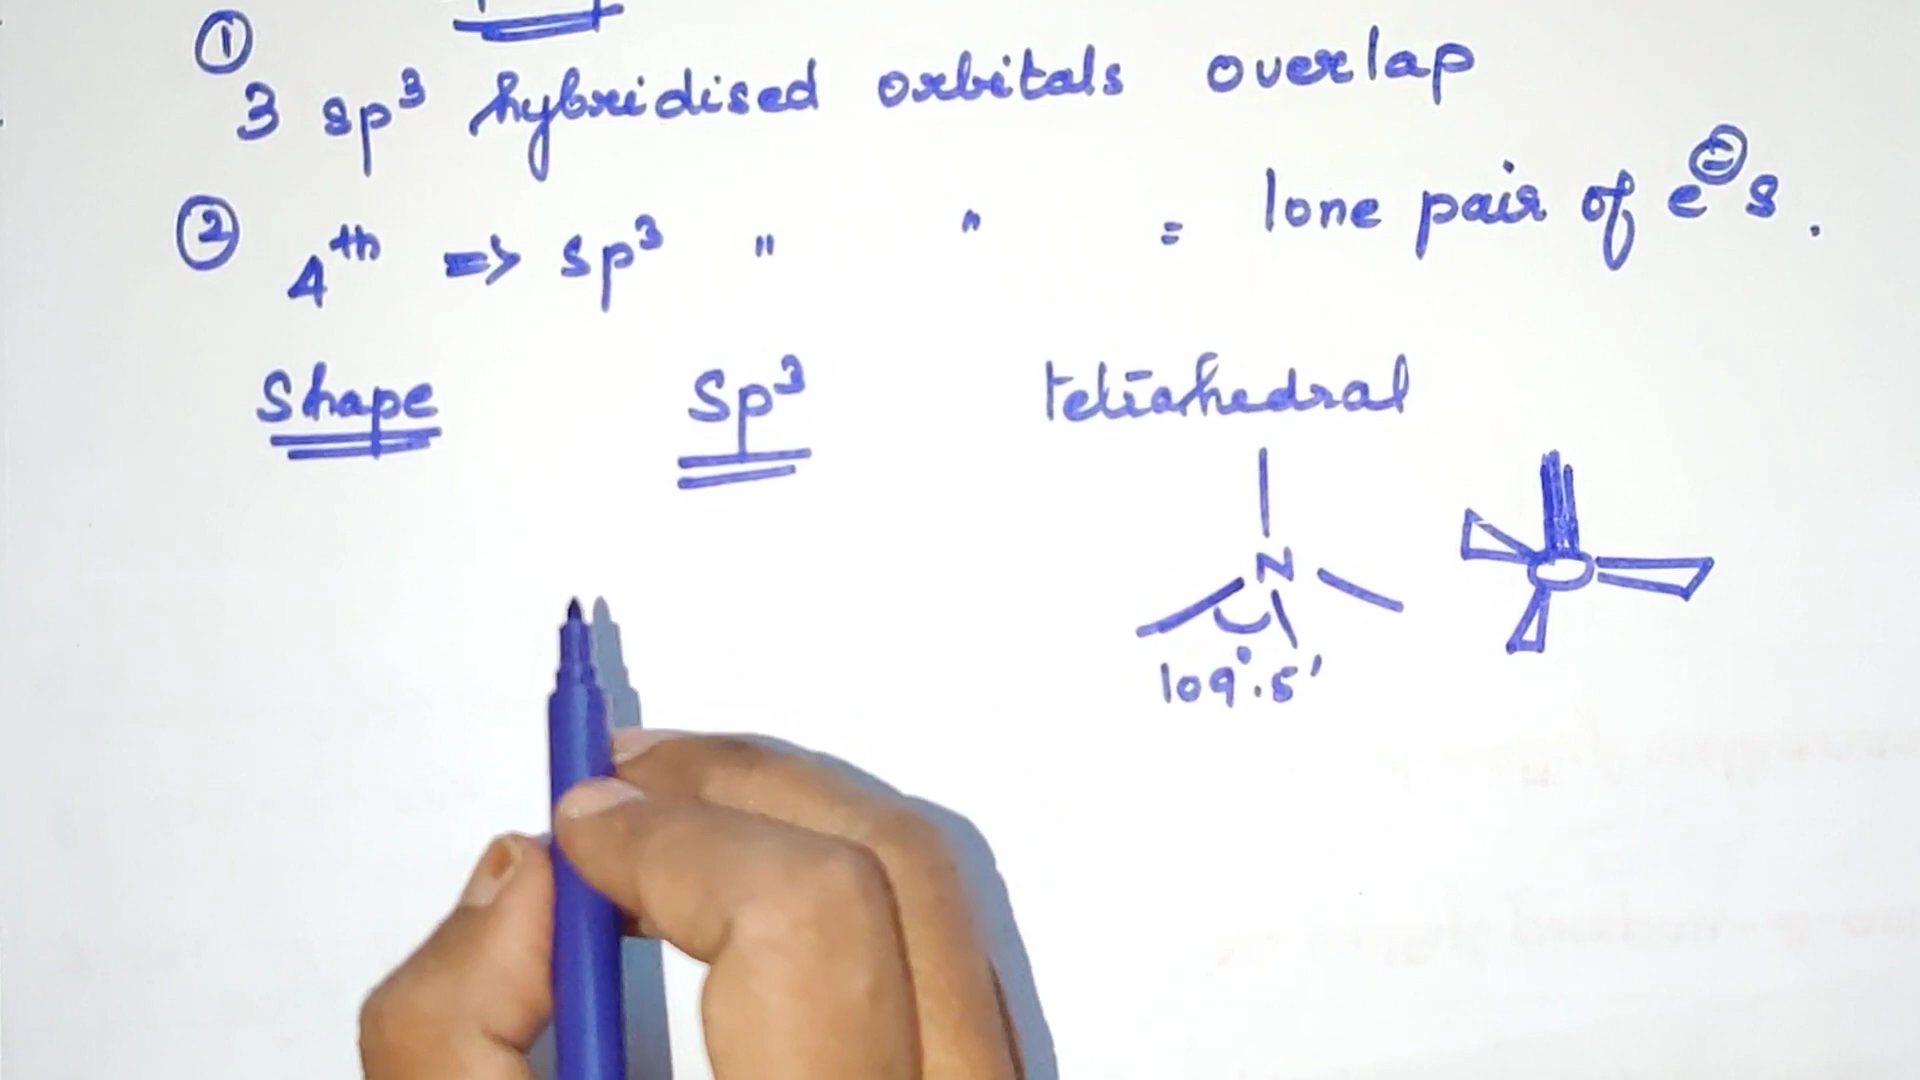 ①
3 sp³ hybridised orbitals overlap
② 4th => sp³ " " = lone pair of e⊖s.
Shape Sp³ tetrahedral
N
109°.5'